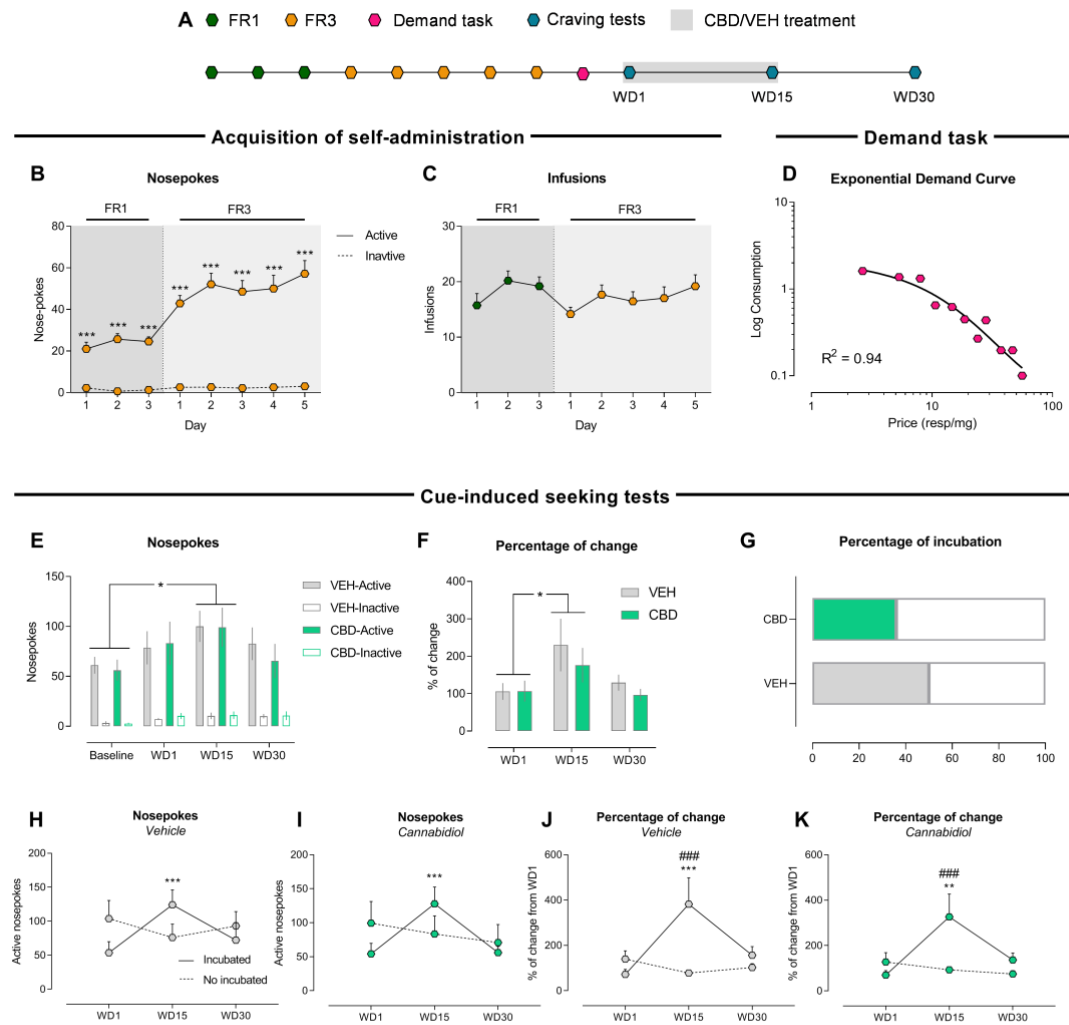 A FR1 FR3 Demand task Craving tests CBD/VEH treatment
WD1 WD15 WD30
Acquisition of self-administration
Demand task
B Nosepokes
FR1 FR3
80
60
40
20
0
Nose-pokes
*** *** *** *** *** *** *** ***
1 2 3 1 2 3 4 5
Day
Active
Inavtive
C Infusions
FR1 FR3
30
20
10
0
Infusions
1 2 3 1 2 3 4 5
Day
D Exponential Demand Curve
10
1
0.1
Log Consumption
R² = 0.94
1 10 100
Price (resp/mg)
Cue-induced seeking tests
E Nosepokes
150
100
50
0
Nosepokes
*
Baseline WD1 WD15 WD30
VEH-Active
VEH-Inactive
CBD-Active
CBD-Inactive
F Percentage of change
400
300
200
100
0
% of change
*
WD1 WD15 WD30
VEH
CBD
G Percentage of incubation
CBD
VEH
0 20 40 60 80 100
H Nosepokes
Vehicle
200
150
100
50
0
Active nosepokes
***
Incubated
No incubated
WD1 WD15 WD30
I Nosepokes
Cannabidiol
200
150
100
50
0
Active nosepokes
***
WD1 WD15 WD30
J Percentage of change
Vehicle
600
400
200
0
% of change from WD1
###
***
WD1 WD15 WD30
K Percentage of change
Cannabidiol
600
400
200
0
% of change from WD1
###
**
WD1 WD15 WD30